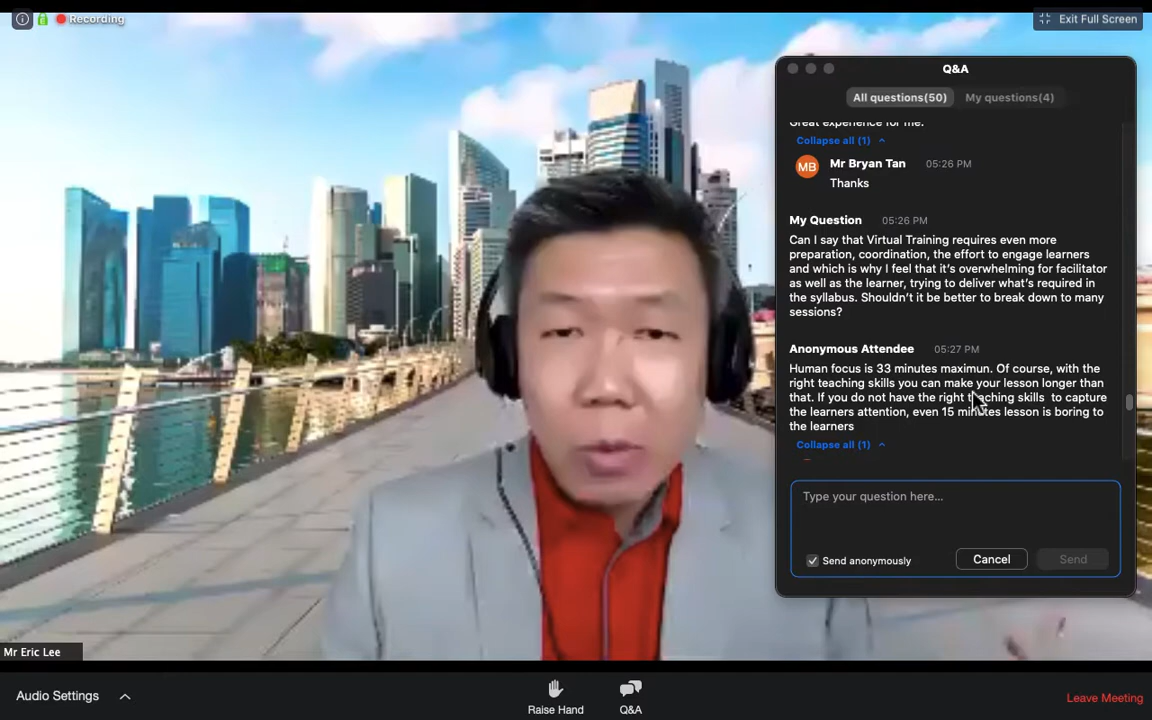 Recording
Exit Full Screen
Q&A
All questions(50)
My questions(4)
Great experience for me.
Collapse all (1)
MB
Mr Bryan Tan
05:26 PM
Thanks
My Question
05:26 PM
Can I say that Virtual Training requires even more
preparation, coordination, the effort to engage learners
and which is why I feel that it's overwhelming for facilitator
as well as the learner, trying to deliver what's required in
the syllabus. Shouldn't it be better to break down to many
sessions?
Anonymous Attendee
05:27 PM
Human focus is 33 minutes maximun. Of course, with the
right teaching skills you can make your lesson longer than
that. If you do not have the right teaching skills to capture
the learners attention, even 15 minutes lesson is boring to
the learners
Collapse all (1)
Type your question here...
Send anonymously
Cancel
Send
Mr Eric Lee
Audio Settings
Raise Hand
Q&A
Leave Meeting